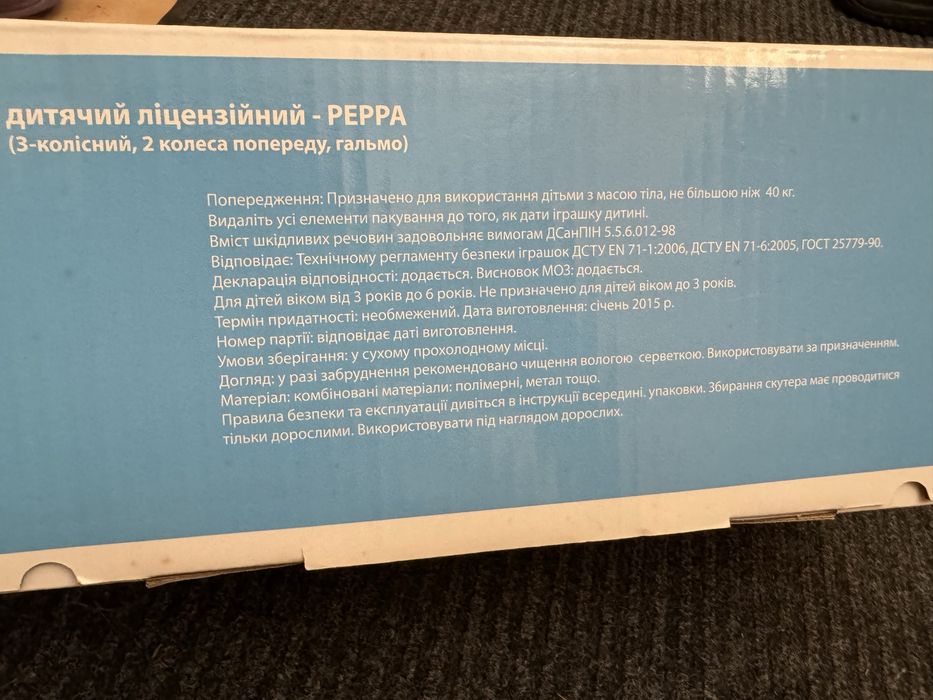 дитячий ліцензійний - PEPPA
(3-колісний, 2 колеса попереду, гальмо)
Попередження: Призначено для використання дітьми з масою тіла, не більшою ніж 40 кг.
Видаліть усі елементи пакування до того, як дати іграшку дитині.
Вміст шкідливих речовин задовольняє вимогам ДСанПІН 5.5.6.012-98
Відповідає: Технічному регламенту безпеки іграшок ДСТУ EN 71-1:2006, ДСТУ EN 71-6:2005, ГОСТ 25779-90.
Декларація відповідності: додається. Висновок МОЗ: додається.
Для дітей віком від 3 років до 6 років. Не призначено для дітей віком до 3 років.
Термін придатності: необмежений. Дата виготовлення: січень 2015 р.
Номер партії: відповідає даті виготовлення.
Умови зберігання: у сухому прохолодному місці.
Догляд: у разі забруднення рекомендовано чищення вологою серветкою. Використовувати за призначенням.
Матеріал: комбіновані матеріали: полімерні, метал тощо.
Правила безпеки та експлуатації дивіться в інструкції всередині. упаковки. Збирання скутера має проводитися
тільки дорослими. Використовувати під наглядом дорослих.